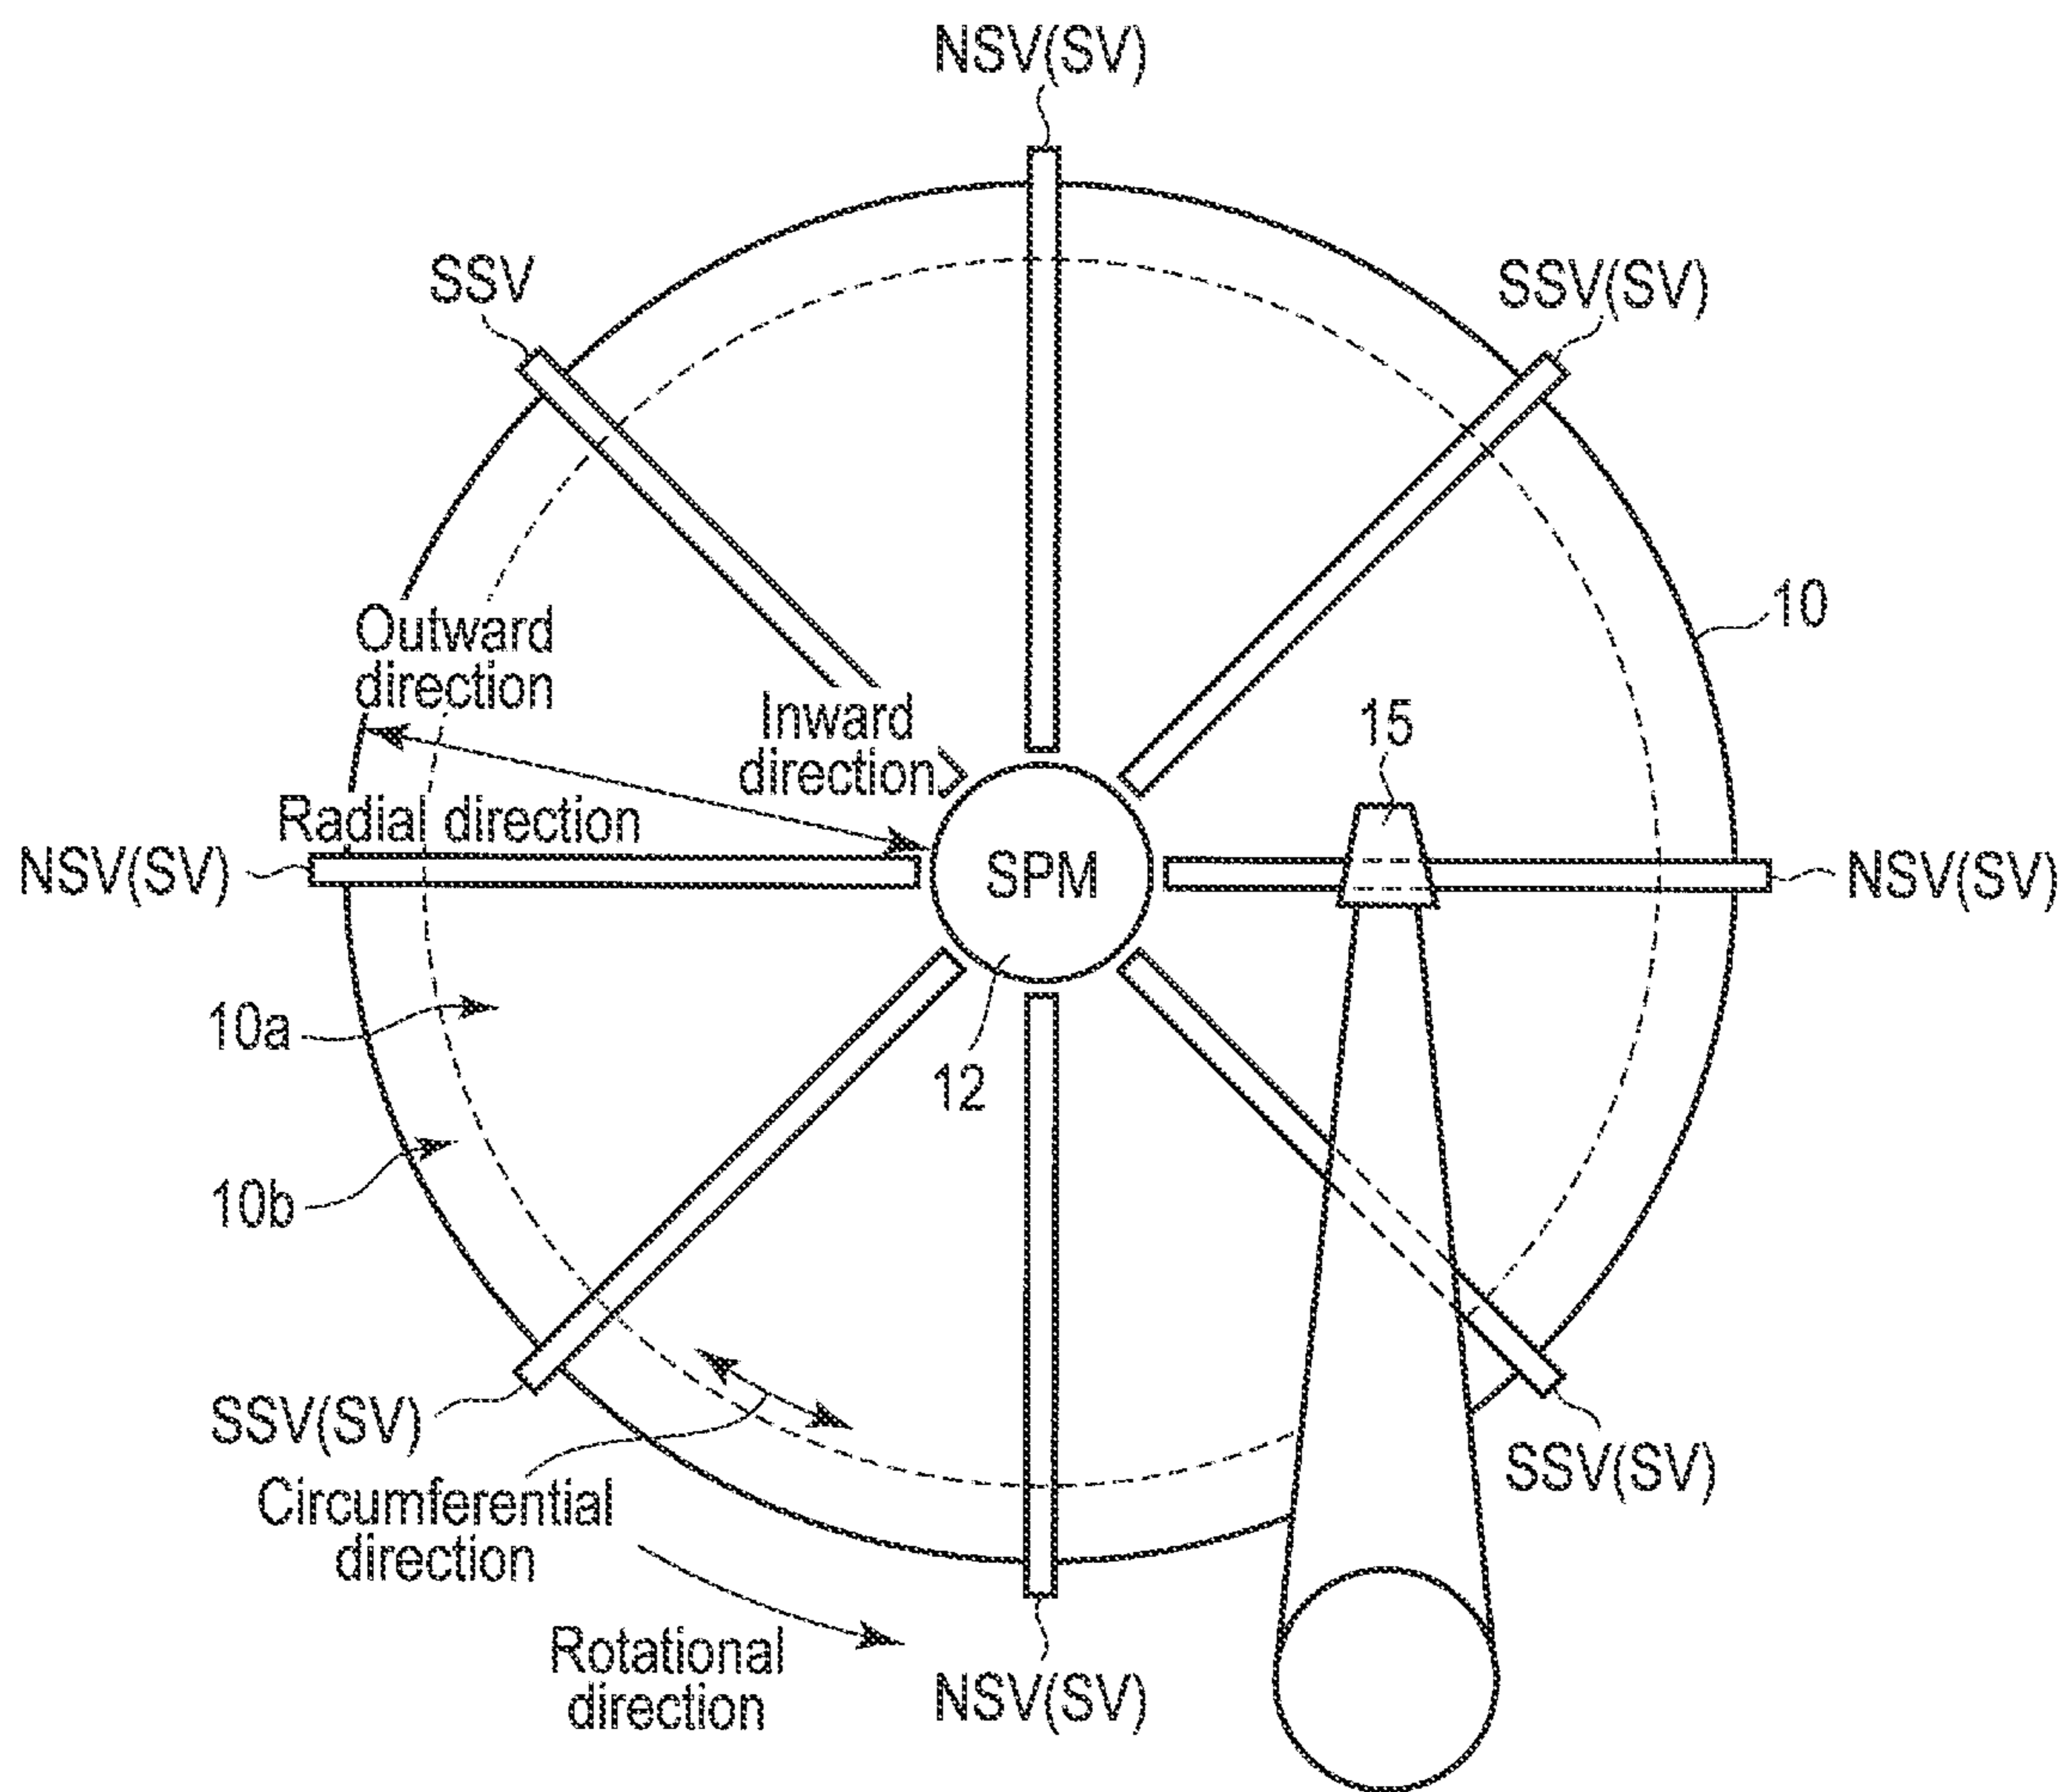 NSV(SV)
SSV
SSV(SV)
10
Outward
direction
Inward
direction
15
Radial direction
NSV(SV)
SPM
NSV(SV)
10a
12
10b
SSV(SV)
SSV(SV)
Circumferential
direction
Rotational
direction
NSV(SV)